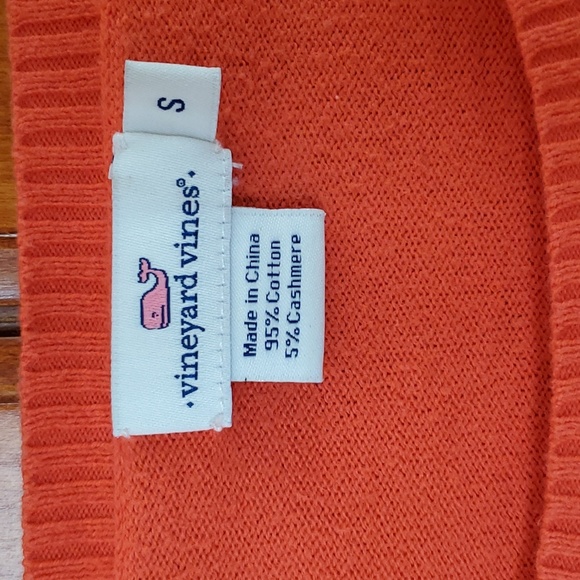 S
·vineyard vines®·
Made in China
95% Cotton
5% Cashmere